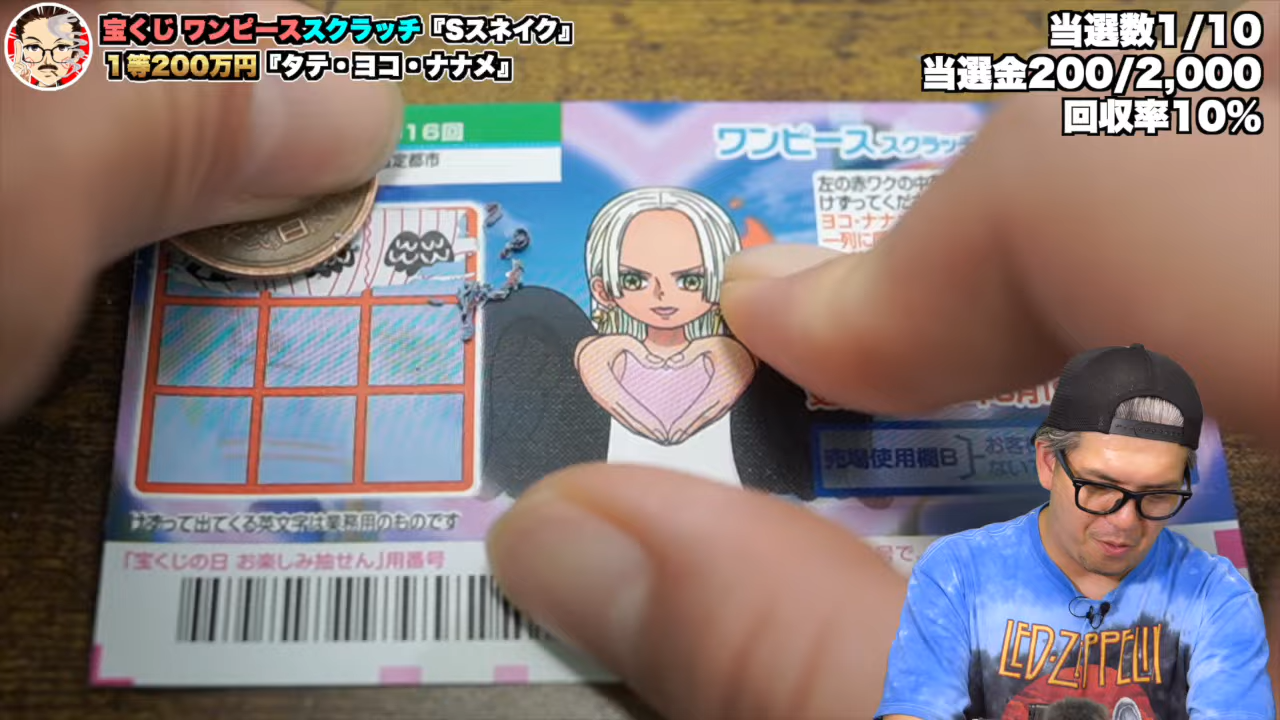 宝くじ ワンピーススクラッチ『Sスネイク』
1等200万円『タテ・ヨコ・ナナメ』
当選数1/10
当選金200/2,000
回収率10%
16回
定都市
ワンピーススクラッチ
左の赤ワクの中
けずってくだ
ヨコ・ナナ
一列に
売場使用欄B
お客
ない
けずって出てくる英文字は業務用のものです
「宝くじの日 お楽しみ抽せん」用番号
号で
LED-ZEPPELIN